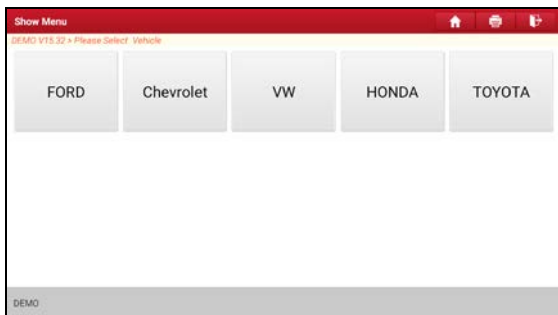 Show Menu
DEMO V15.32 > Please Select Vehicle
FORD Chevrolet VW HONDA TOYOTA
DEMO